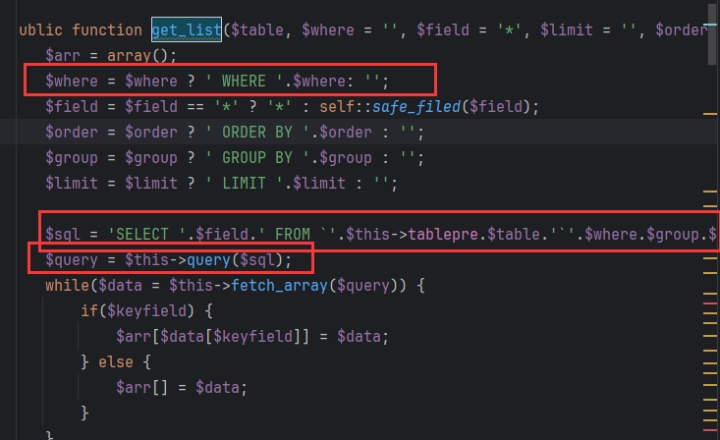 ublic function get_list($table, $where = '', $field = '*', $limit = '', $order
$arr = array();
$where = $where ? ' WHERE '.$where: '';
$field = $field == '*' ? '*' : self::safe_filed($field);
$order = $order ? ' ORDER BY '.$order : '';
$group = $group ? ' GROUP BY '.$group : '';
$limit = $limit ? ' LIMIT '.$limit : '';
$sql = 'SELECT '.$field.' FROM `'.$this->tablepre.$table.'`'.$where.$group.$
$query = $this->query($sql);
while($data = $this->fetch_array($query)) {
if($keyfield) {
$arr[$data[$keyfield]] = $data;
} else {
$arr[] = $data;
}
}